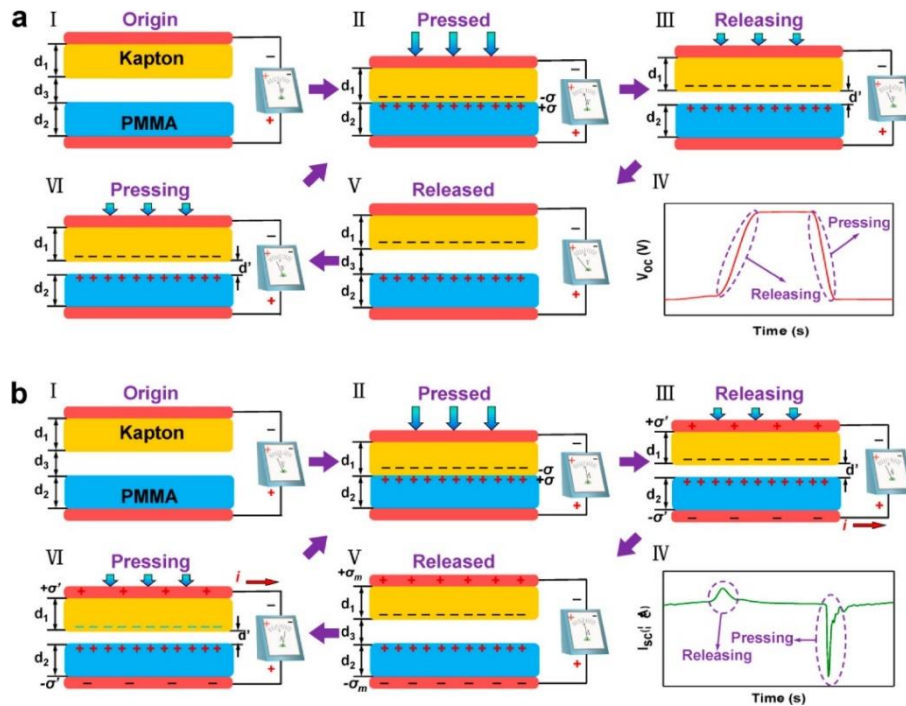 a
I Origin
d1
d3
d2
Kapton
PMMA
−
+
II Pressed
d1
d2
-σ
+σ
−
+
III Releasing
d1
d2
d'
−
+
VI Pressing
d1
d2
d'
−
+
V Released
d1
d3
d2
−
+
IV
Voc (V)
Pressing
Releasing
Time (s)
b
I Origin
d1
d3
d2
Kapton
PMMA
−
+
II Pressed
d1
d2
-σ
+σ
−
+
III Releasing
+σ'
d1
d2
-σ'
d'
−
+
i
VI Pressing
+σ'
i
d1
d2
-σ'
d'
−
+
V Released
+σm
d1
d3
d2
-σm
−
+
IV
Pressing
Releasing
Time (s)